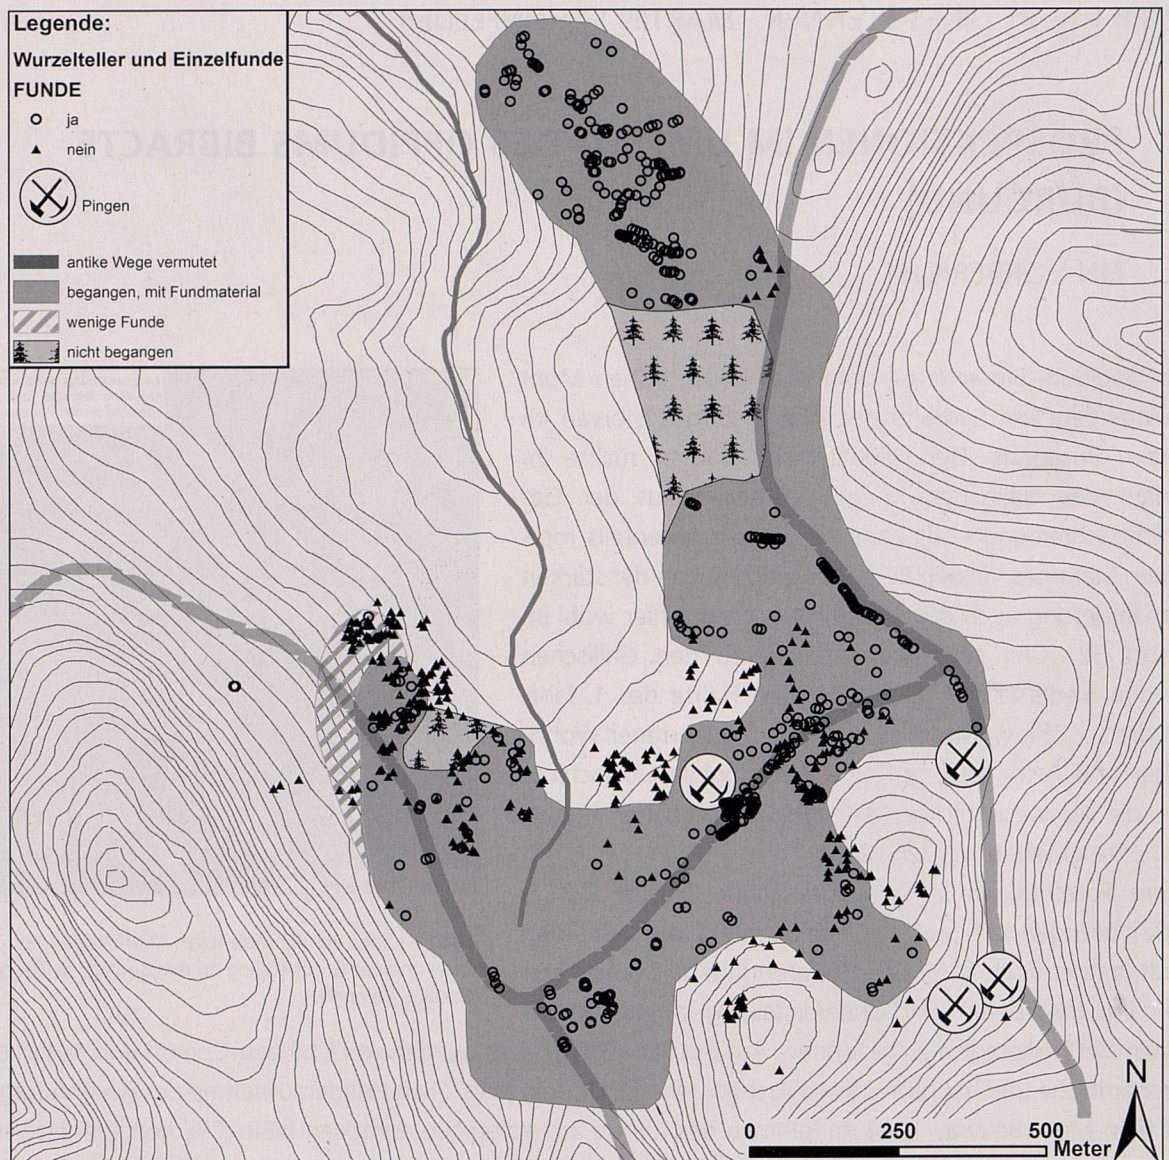 Legende:
Wurzelteller und Einzelfunde
FUNDE
ja
nein
Pingen
antike Wege vermutet
begangen, mit Fundmaterial
wenige Funde
nicht begangen
N
0 250 500
Meter